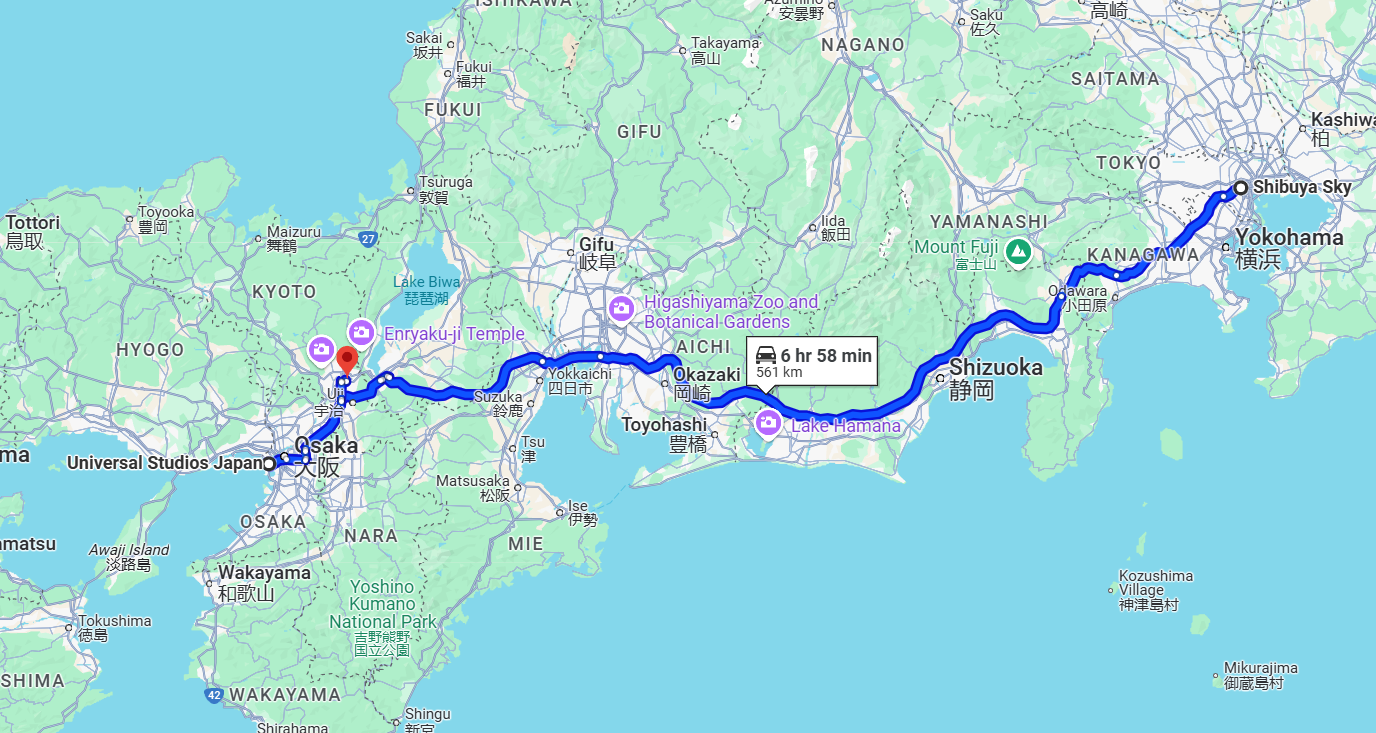 ISHIKAWA
Azumino
安曇野
高崎
Saku
佐久
Sakai
坂井
Takayama
高山
NAGANO
Fukui
福井
SAITAMA
FUKUI
GIFU
Kashiwa
柏
TOKYO
Tsuruga
敦賀
Shibuya Sky
Toyooka
豊岡
Tottori
鳥取
Maizuru
舞鶴
27
Iida
飯田
YAMANASHI
Gifu
岐阜
Mount Fuji
富士山
KANAGAWA
Yokohama
横浜
Lake Biwa
琵琶湖
KYOTO
Odawara
小田原
Higashiyama Zoo and
Botanical Gardens
Enryaku-ji Temple
HYOGO
AICHI
6 hr 58 min
561 km
Yokkaichi
四日市
Okazaki
岡崎
Shizuoka
静岡
Uji
宇治
Suzuka
鈴鹿
Toyohashi
豊橋
Lake Hamana
Tsu
津
Osaka
大阪
Universal Studios Japan
ma
Matsusaka
松阪
Ise
伊勢
OSAKA
NARA
MIE
amatsu
Awaji Island
淡路島
Wakayama
和歌山
Yoshino
Kumano
National Park
吉野熊野
国立公園
Kozushima
Village
神津島村
Tokushima
徳島
Mikurajima
御蔵島村
SHIMA
42
WAKAYAMA
Shingu
新宮
Shirahama